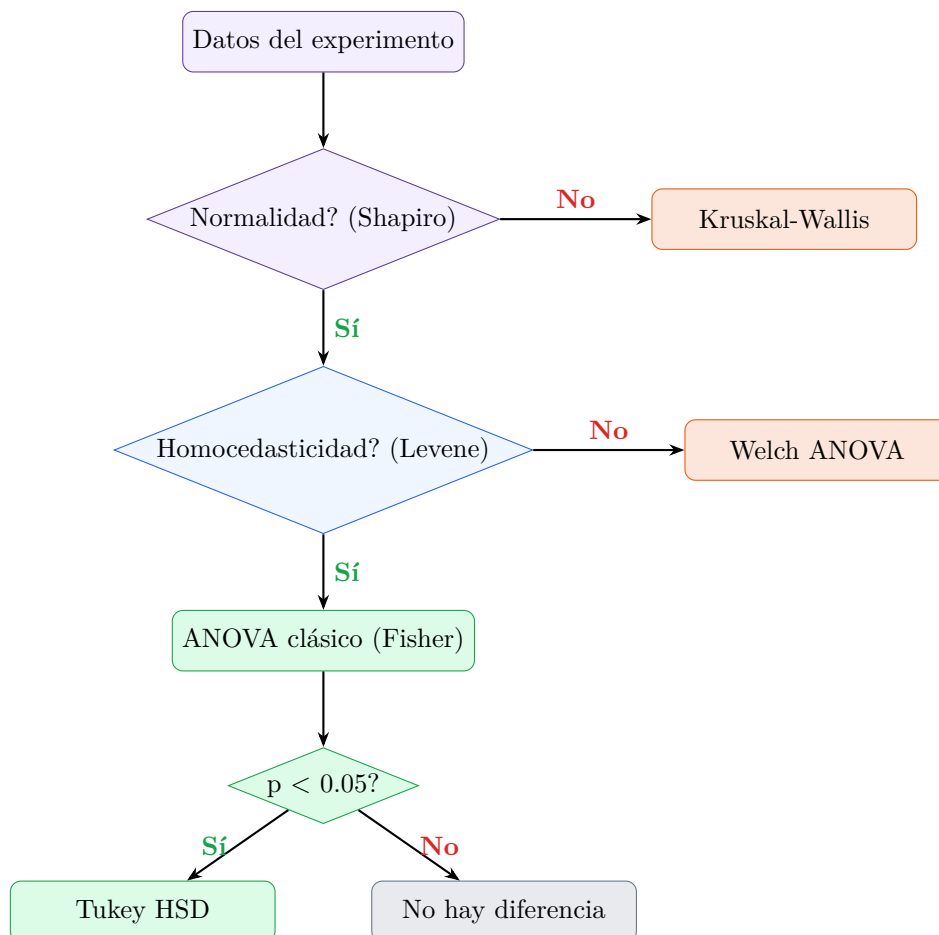 Datos del experimento
Normalidad? (Shapiro)
No
Kruskal-Wallis
Sí
Homocedasticidad? (Levene)
No
Welch ANOVA
Sí
ANOVA clásico (Fisher)
p < 0.05?
Sí
No
Tukey HSD
No hay diferencia